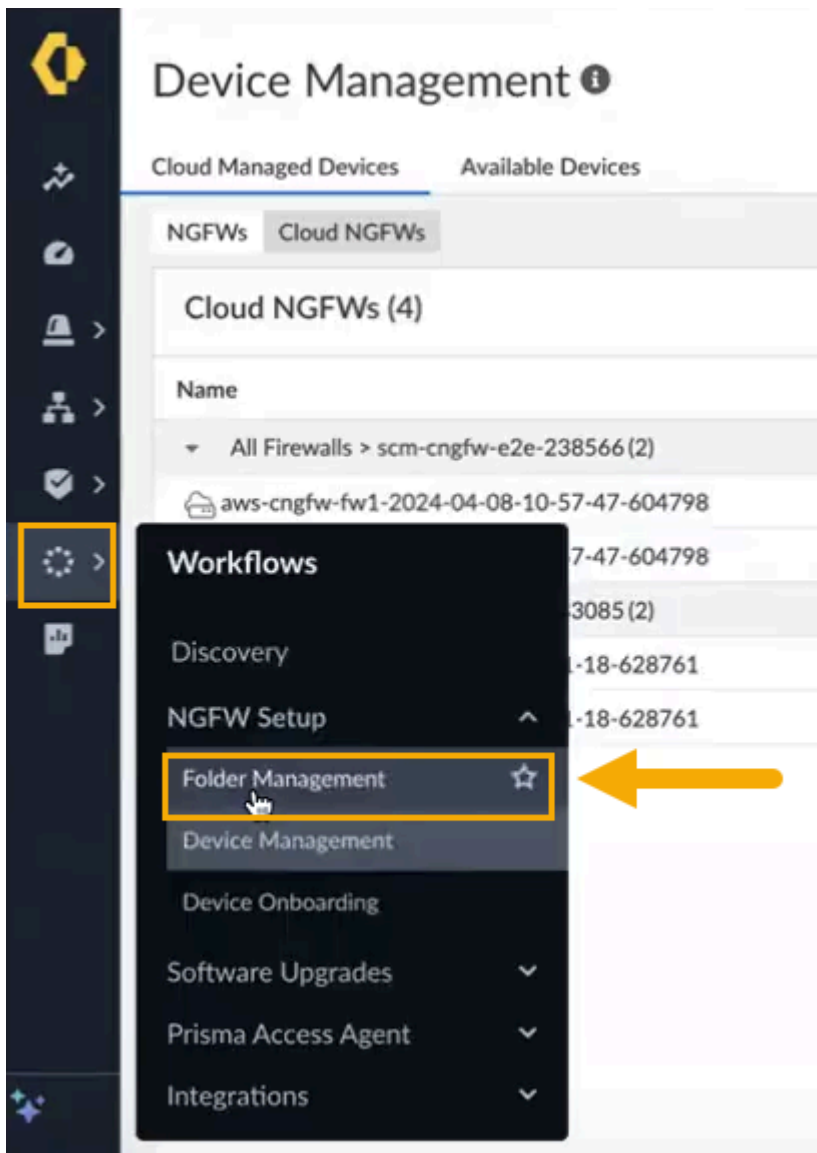 Device Management
Cloud Managed Devices Available Devices
NGFWs Cloud NGFWs
Cloud NGFWs (4)
Name
All Firewalls > scm-cngfw-e2e-238566 (2)
aws-cngfw-fw1-2024-04-08-10-57-47-604798
7-47-604798
3085 (2)
-18-628761
-18-628761
Workflows
Discovery
NGFW Setup
Folder Management
Device Management
Device Onboarding
Software Upgrades
Prisma Access Agent
Integrations